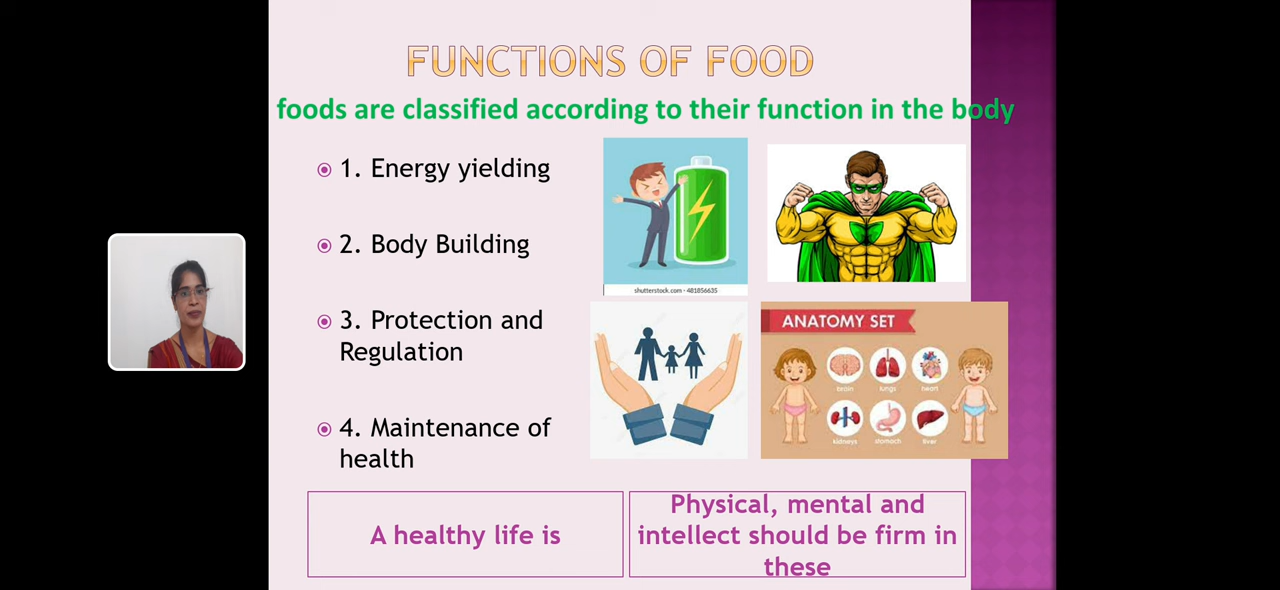 FUNCTIONS OF FOOD
foods are classified according to their function in the body
1. Energy yielding
2. Body Building
3. Protection and
Regulation
4. Maintenance of
health
shutterstock.com · 481856635
ANATOMY SET
brain lungs heart
kidneys stomach liver
A healthy life is
Physical, mental and
intellect should be firm in
these